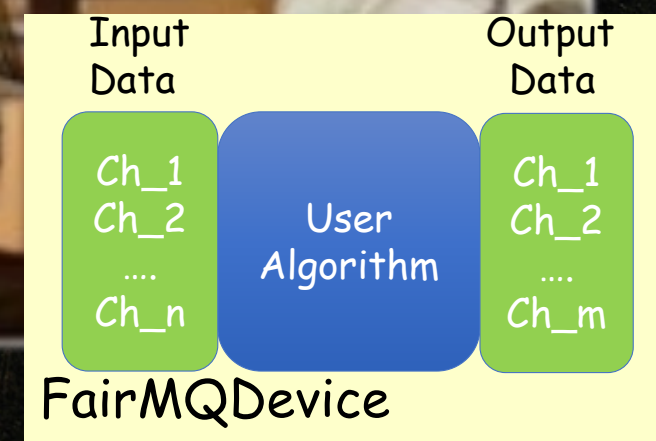 Input
Data
Output
Data
Ch_1
Ch_2
....
Ch_n
User
Algorithm
Ch_1
Ch_2
....
Ch_m
FairMQDevice